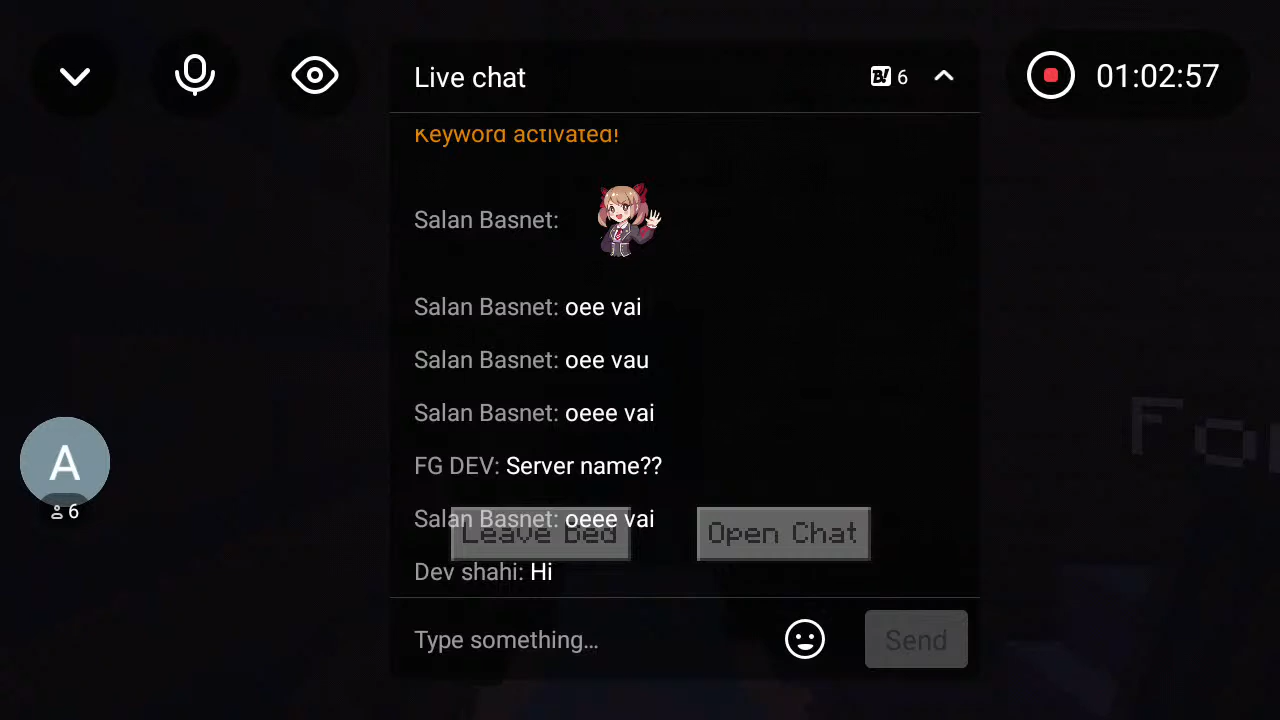 Live chat
B! 6
01:02:57
Keyword activated!
Salan Basnet:
Salan Basnet: oee vai
Salan Basnet: oee vau
Salan Basnet: oeee vai
FG DEV: Server name??
Salan Basnet: oeee vai
Leave Bed
Open Chat
Dev shahi: Hi
A
6
Type something...
Send